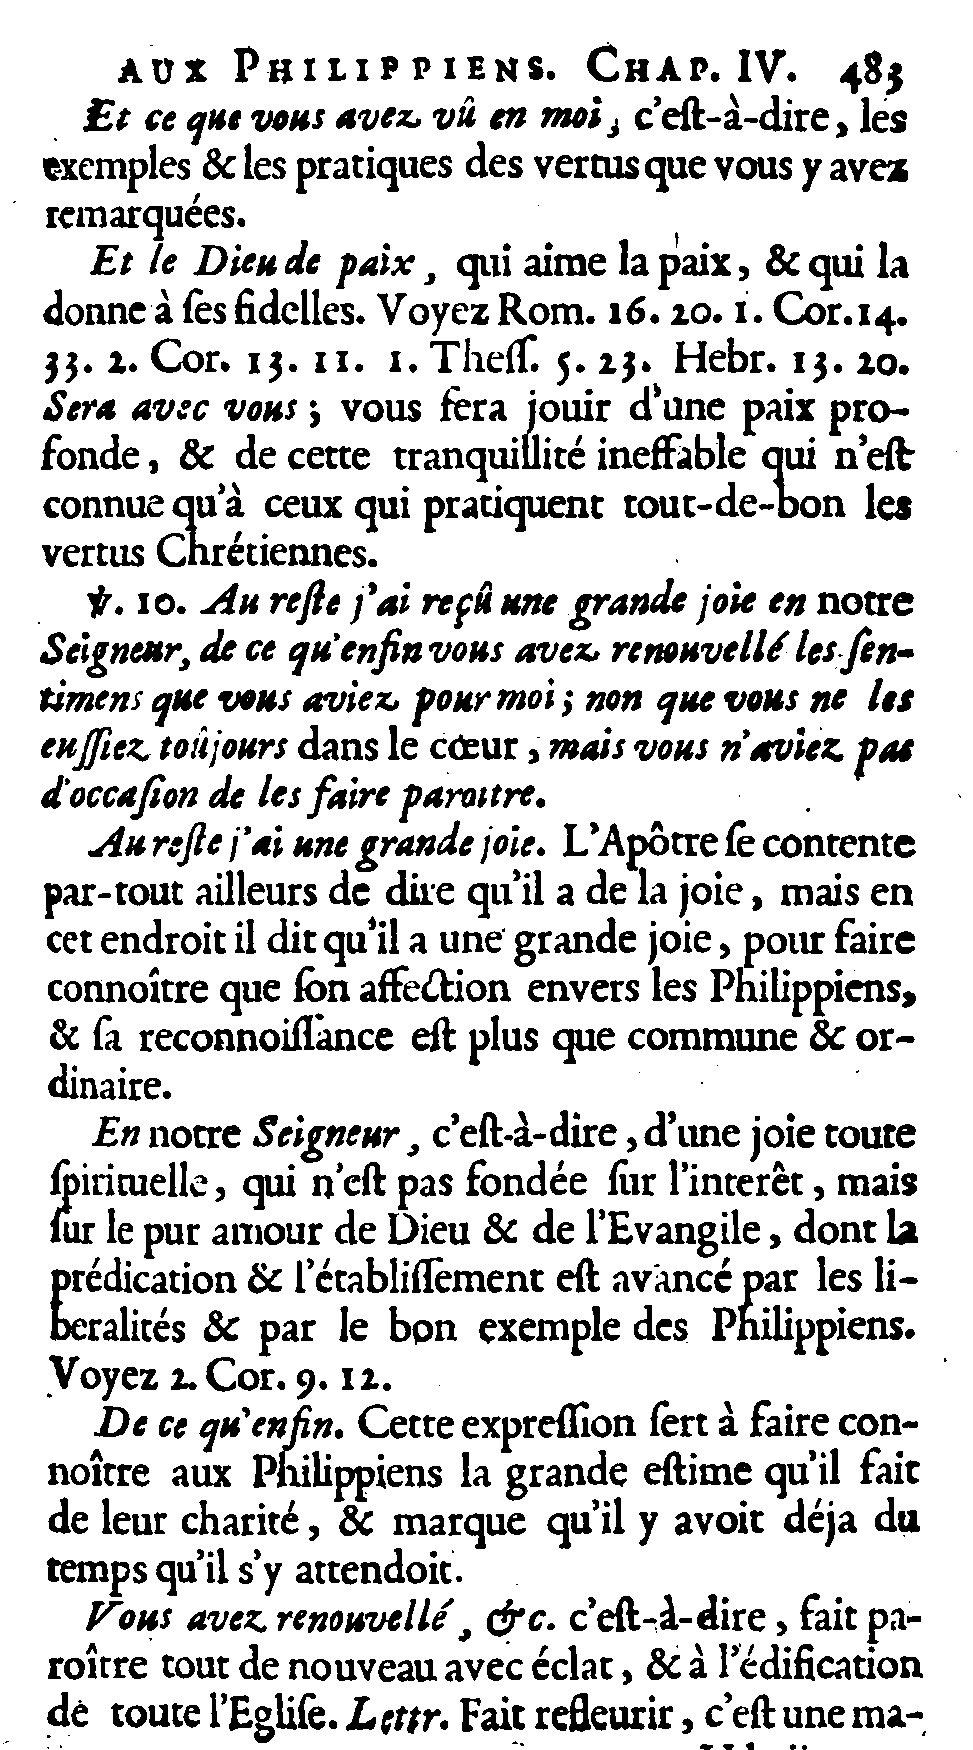 AUX PHILIPPIENS. CHAP. IV. 483
Et ce que vous avez vû en moi, c'eſt-à-dire, les
exemples & les pratiques des vertus que vous y avez
remarquées.
Et le Dieu de paix, qui aime la paix, & qui la
donne à ſes fidelles. Voyez Rom. 16. 20. 1. Cor. 14.
33. 2. Cor. 13. 11. 1. Theſſ. 5. 23. Hebr. 13. 20.
Sera avec vous; vous fera jouir d'une paix pro-
fonde, & de cette tranquillité ineffable qui n'eſt
connue qu'à ceux qui pratiquent tout-de-bon les
vertus Chrétiennes.
℣. 10. Au reſte j'ai reçû une grande joie en notre
Seigneur, de ce qu'enfin vous avez renouvellé les ſen-
timens que vous aviez pour moi; non que vous ne les
euſſiez toûjours dans le cœur, mais vous n'aviez pas
d'occaſion de les faire paroitre.
Au reſte j'ai une grande joie. L'Apôtre ſe contente
par-tout ailleurs de dire qu'il a de la joie, mais en
cet endroit il dit qu'il a une grande joie, pour faire
connoître que ſon affection envers les Philippiens,
& ſa reconnoiſſance eſt plus que commune & or-
dinaire.
En notre Seigneur, c'eſt-à-dire, d'une joie toute
ſpirituelle, qui n'eſt pas fondée ſur l'interêt, mais
ſur le pur amour de Dieu & de l'Evangile, dont la
prédication & l'établiſſement eſt avancé par les li-
beralités & par le bon exemple des Philippiens.
Voyez 2. Cor. 9. 12.
De ce qu'enfin. Cette expreſſion ſert à faire con-
noître aux Philippiens la grande eſtime qu'il fait
de leur charité, & marque qu'il y avoit déja du
temps qu'il s'y attendoit.
Vous avez renouvellé, &c. c'eſt-à-dire, fait pa-
roître tout de nouveau avec éclat, & à l'édification
de toute l'Egliſe. Lettr. Fait refleurir, c'eſt une ma-